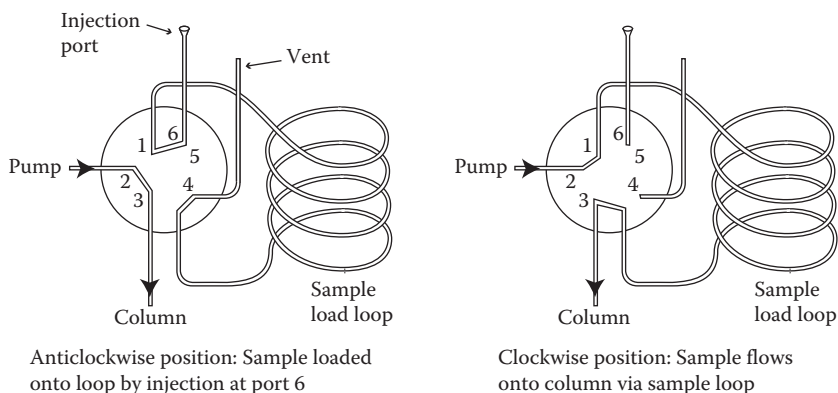 Injection
port
Vent
1
6
5
Pump
2
4
3
Column
Sample
load loop
Anticlockwise position: Sample loaded
onto loop by injection at port 6
1
6
5
Pump
2
4
3
Column
Sample
load loop
Clockwise position: Sample flows
onto column via sample loop